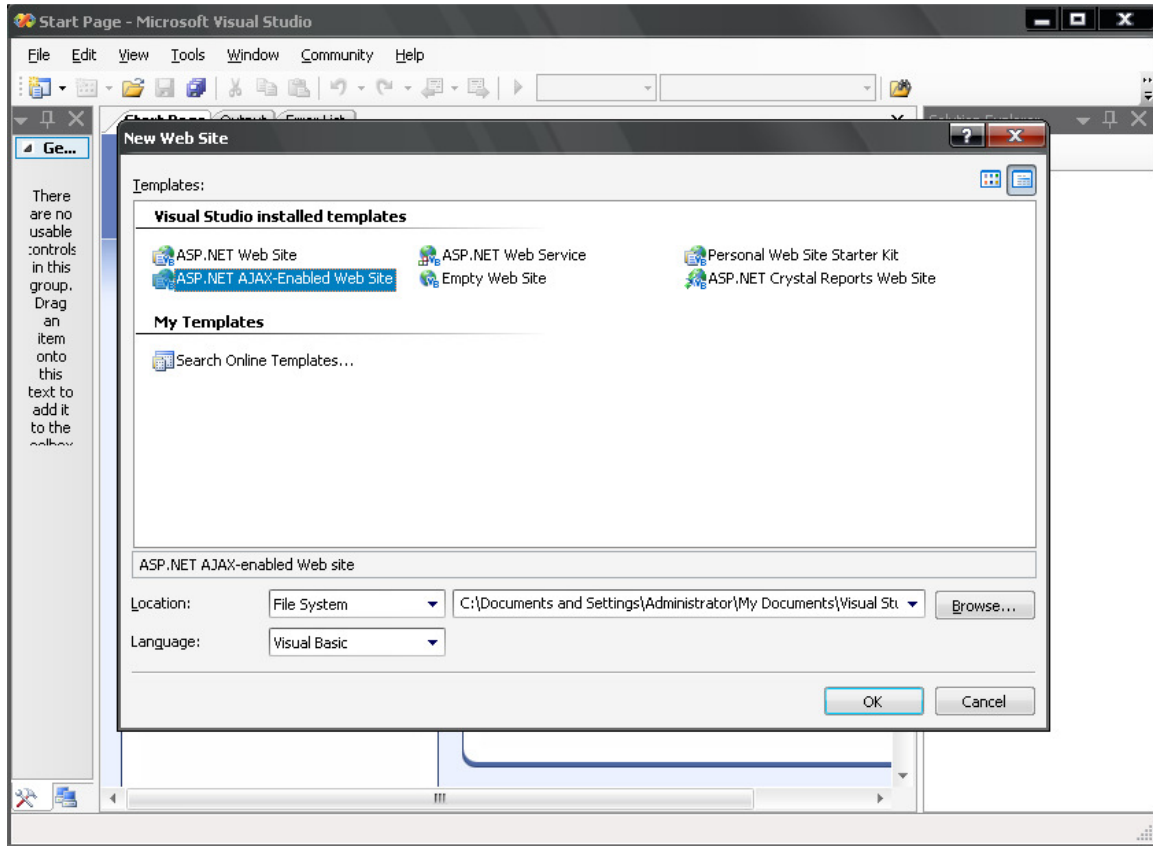 Start Page - Microsoft Visual Studio
File Edit View Tools Window Community Help
Ge...
There
are no
usable
controls
in this
group.
Drag
an
item
onto
this
text to
add it
to the
New Web Site
Templates:
Visual Studio installed templates
ASP.NET Web Site ASP.NET Web Service Personal Web Site Starter Kit
ASP.NET AJAX-Enabled Web Site Empty Web Site ASP.NET Crystal Reports Web Site
My Templates
Search Online Templates...
ASP.NET AJAX-enabled Web site
Location: File System C:\Documents and Settings\Administrator\My Documents\Visual Stu Browse...
Language: Visual Basic
OK Cancel